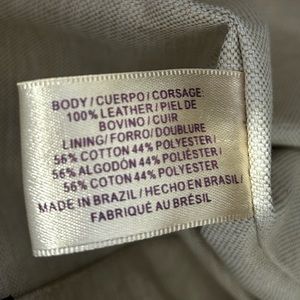 BODY/CUERPO/CORSAGE:
100% LEATHER/PIEL DE
BOVINO/CUIR
LINING/FORRO/DOUBLURE
56% COTTON 44% POLYESTER/
56% ALGODÓN 44% POLIÉSTER/
56% COTON 44% POLYESTER
MADE IN BRAZIL/HECHO EN BRASIL/
FABRIQUÉ AU BRÉSIL